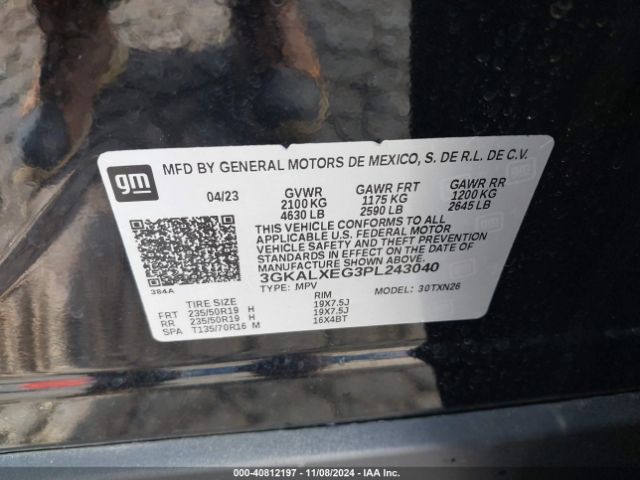 gm
MFD BY GENERAL MOTORS DE MEXICO, S. DE R.L. DE C.V.
04/23 GVWR GAWR FRT GAWR RR
2100 KG 1175 KG 1200 KG
4630 LB 2590 LB 2645 LB
THIS VEHICLE CONFORMS TO ALL
APPLICABLE U.S. FEDERAL MOTOR
VEHICLE SAFETY AND THEFT PREVENTION
STANDARDS IN EFFECT ON THE DATE OF
MANUFACTURE SHOWN ABOVE.
3GKALXEG3PL243040
384A
TYPE: MPV MODEL: 30TXN26
TIRE SIZE RIM
FRT 235/50R19 H 19X7.5J
RR 235/50R19 H 19X7.5J
SPA T135/70R16 M 16X4BT
000-40812197 - 11/08/2024 - IAA Inc.